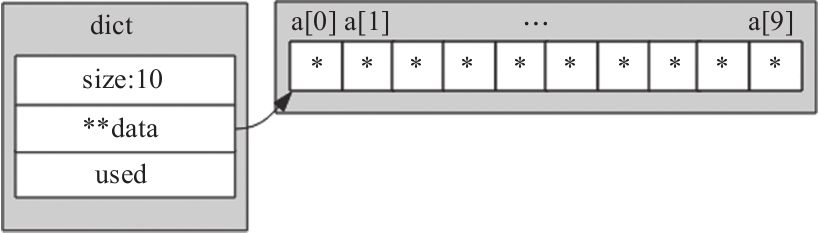 dict
size:10
**data
used
a[0] a[1] ... a[9]
* * * * * * * * * *